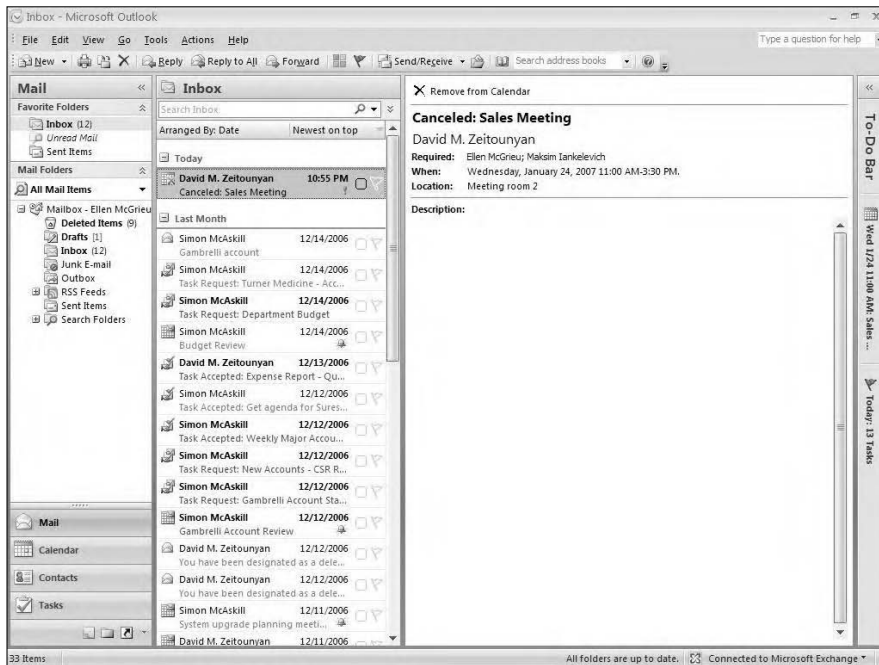 Inbox - Microsoft Outlook
File Edit View Go Tools Actions Help
Type a question for help
New Reply Reply to All Forward Send/Receive Search address books
Mail
Favorite Folders
Inbox (12)
Unread Mail
Sent Items
Mail Folders
All Mail Items
Mailbox - Ellen McGrieu
Deleted Items (9)
Drafts [1]
Inbox (12)
Junk E-mail
Outbox
RSS Feeds
Sent Items
Search Folders
Mail
Calendar
Contacts
Tasks
Inbox
Search Inbox
Arranged By: Date Newest on top
Today
David M. Zeitounyan 10:55 PM
Canceled: Sales Meeting
Last Month
Simon McAskill 12/14/2006
Gambrelli account
Simon McAskill 12/14/2006
Task Request: Turner Medicine - Acc...
Simon McAskill 12/14/2006
Task Request: Department Budget
Simon McAskill 12/14/2006
Budget Review
David M. Zeitounyan 12/13/2006
Task Accepted: Expense Report - Qu...
Simon McAskill 12/12/2006
Task Accepted: Get agenda for Sures...
Simon McAskill 12/12/2006
Task Accepted: Weekly Major Accou...
Simon McAskill 12/12/2006
Task Request: New Accounts - CSR R...
Simon McAskill 12/12/2006
Task Request: Gambrelli Account Sta...
Simon McAskill 12/12/2006
Gambrelli Account Review
David M. Zeitounyan 12/12/2006
You have been designated as a dele...
David M. Zeitounyan 12/12/2006
You have been designated as a dele...
Simon McAskill 12/11/2006
System upgrade planning meeti...
David M. Zeitounyan 12/11/2006
Remove from Calendar
Canceled: Sales Meeting
David M. Zeitounyan
Required: Ellen McGrieu; Maksim Iankelevich
When: Wednesday, January 24, 2007 11:00 AM-3:30 PM.
Location: Meeting room 2
Description:
To-Do Bar
Wed 1/24 11:00 AM: Sales ...
Today: 13 Tasks
33 Items
All folders are up to date. Connected to Microsoft Exchange